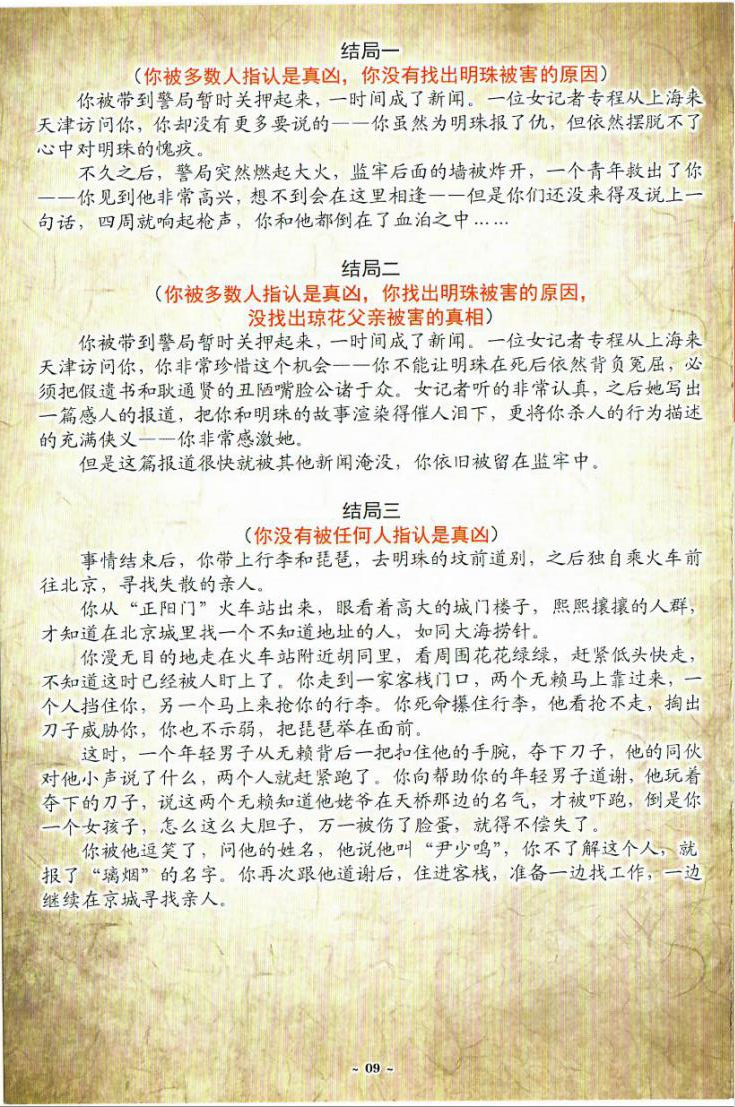 结局一
（你被多数人指认是真凶，你没有找出明珠被害的原因）
你被带到警局暂时关押起来，一时间成了新闻。一位女记者专程从上海来
天津访问你，你却没有更多要说的——你虽然为明珠报了仇，但依然摆脱不了
心中对明珠的愧疚。
不久之后，警局突然燃起大火，监牢后面的墙被炸开，一个青年救出了你
——你见到他非常高兴，想不到会在这里相逢——但是你们还没来得及说上一
句话，四周就响起枪声，你和他都倒在了血泊之中……
结局二
（你被多数人指认是真凶，你找出明珠被害的原因，
没找出琼花父亲被害的真相）
你被带到警局暂时关押起来，一时间成了新闻。一位女记者专程从上海来
天津访问你，你非常珍惜这个机会——你不能让明珠在死后依然背负冤屈，必
须把假遗书和耿通贤的丑陋嘴脸公诸于众。女记者听的非常认真，之后她写出
一篇感人的报道，把你和明珠的故事渲染得催人泪下，更将你杀人的行为描述
的充满侠义——你非常感激她。
但是这篇报道很快就被其他新闻淹没，你依旧被留在监牢中。
结局三
（你没有被任何人指认是真凶）
事情结束后，你带上行李和琵琶，去明珠的坟前道别，之后独自乘火车前
往北京，寻找失散的亲人。
你从“正阳门”火车站出来，眼看着高大的城门楼子，熙熙攘攘的人群，
才知道在北京城里找一个不知道地址的人，如同大海捞针。
你漫无目的地走在火车站附近胡同里，看周围花花绿绿，赶紧低头快走，
不知道这时已经被人盯上了。你走到一家客栈门口，两个无赖马上靠过来，一
个人挡住你，另一个马上来抢你的行李。你死命攥住行李，他看抢不走，掏出
刀子威胁你，你也不示弱，把琵琶举在面前。
这时，一个年轻男子从无赖背后一把扣住他的手腕，夺下刀子，他的同伙
对他小声说了什么，两个人就赶紧跑了。你向帮助你的年轻男子道谢，他玩着
夺下的刀子，说这两个无赖知道他姥爷在天桥那边的名气，才被吓跑，倒是你
一个女孩子，怎么这么大胆子，万一被伤了脸蛋，就得不偿失了。
你被他逗笑了，问他的姓名，他说他叫“尹少鸣”，你不了解这个人，就
报了“璃烟”的名字。你再次跟他道谢后，住进客栈，准备一边找工作，一边
继续在京城寻找亲人。
~ 09 ~